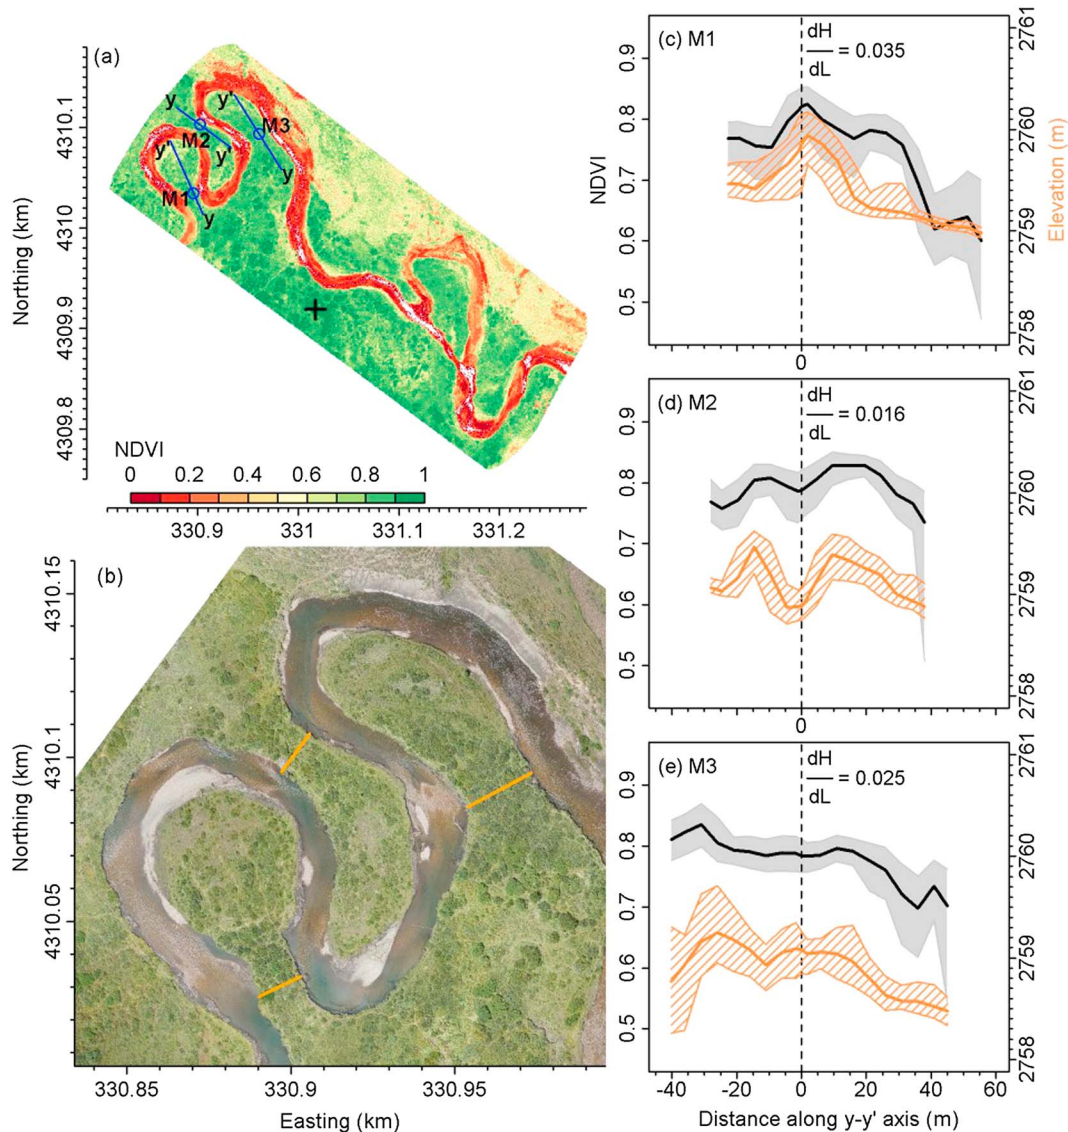 (a)
y
y'
M2
M3
y'
y'
y
M1
y
4310.1
4310
4309.9
4309.8
Northing (km)
NDVI
0 0.2 0.4 0.6 0.8 1
330.9 331 331.1 331.2
(b)
4310.15
4310.1
4310.05
Northing (km)
330.85 330.9 330.95
Easting (km)
(c) M1
dH
dL
= 0.035
0.9
0.8
0.7
0.6
0.5
NDVI
2761
2760
2759
2758
Elevation (m)
0
(d) M2
dH
dL
= 0.016
0.9
0.8
0.7
0.6
0.5
2761
2760
2759
2758
0
(e) M3
dH
dL
= 0.025
0.9
0.8
0.7
0.6
0.5
2761
2760
2759
2758
-40 -20 0 20 40 60
Distance along y-y' axis (m)